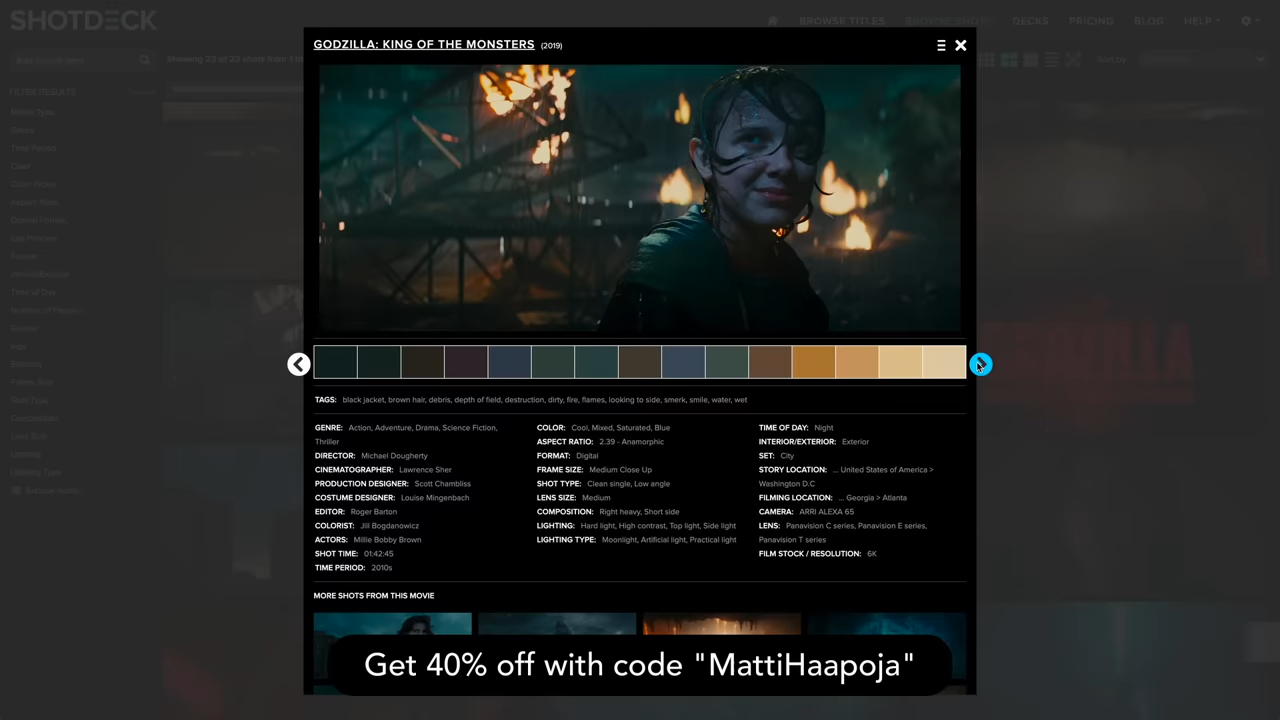 SHOTDECK
BROWSE TITLES
BROWSE SHOTS
DECKS
PRICING
BLOG
HELP
Sort by
FILTER RESULTS
GODZILLA: KING OF THE MONSTERS (2019)
TAGS: black jacket, brown hair, debris, depth of field, destruction, dirty, fire, flames, looking to side, smerk, smile, water, wet
GENRE: Action, Adventure, Drama, Science Fiction,
Thriller
DIRECTOR: Michael Dougherty
CINEMATOGRAPHER: Lawrence Sher
PRODUCTION DESIGNER: Scott Chambliss
COSTUME DESIGNER: Louise Mingenbach
EDITOR: Roger Barton
COLORIST: Jill Bogdanowicz
ACTORS: Millie Bobby Brown
SHOT TIME: 01:42:45
TIME PERIOD: 2010s
COLOR: Cool, Mixed, Saturated, Blue
ASPECT RATIO: 2.39 - Anamorphic
FORMAT: Digital
FRAME SIZE: Medium Close Up
SHOT TYPE: Clean single, Low angle
LENS SIZE: Medium
COMPOSITION: Right heavy, Short side
LIGHTING: Hard light, High contrast, Top light, Side light
LIGHTING TYPE: Moonlight, Artificial light, Practical light
TIME OF DAY: Night
INTERIOR/EXTERIOR: Exterior
SET: City
STORY LOCATION: ... United States of America >
Washington D.C
FILMING LOCATION: ... Georgia > Atlanta
CAMERA: ARRI ALEXA 65
LENS: Panavision C series, Panavision E series,
Panavision T series
FILM STOCK / RESOLUTION: 6K
MORE SHOTS FROM THIS MOVIE
Get 40% off with code "MattiHaapoja"